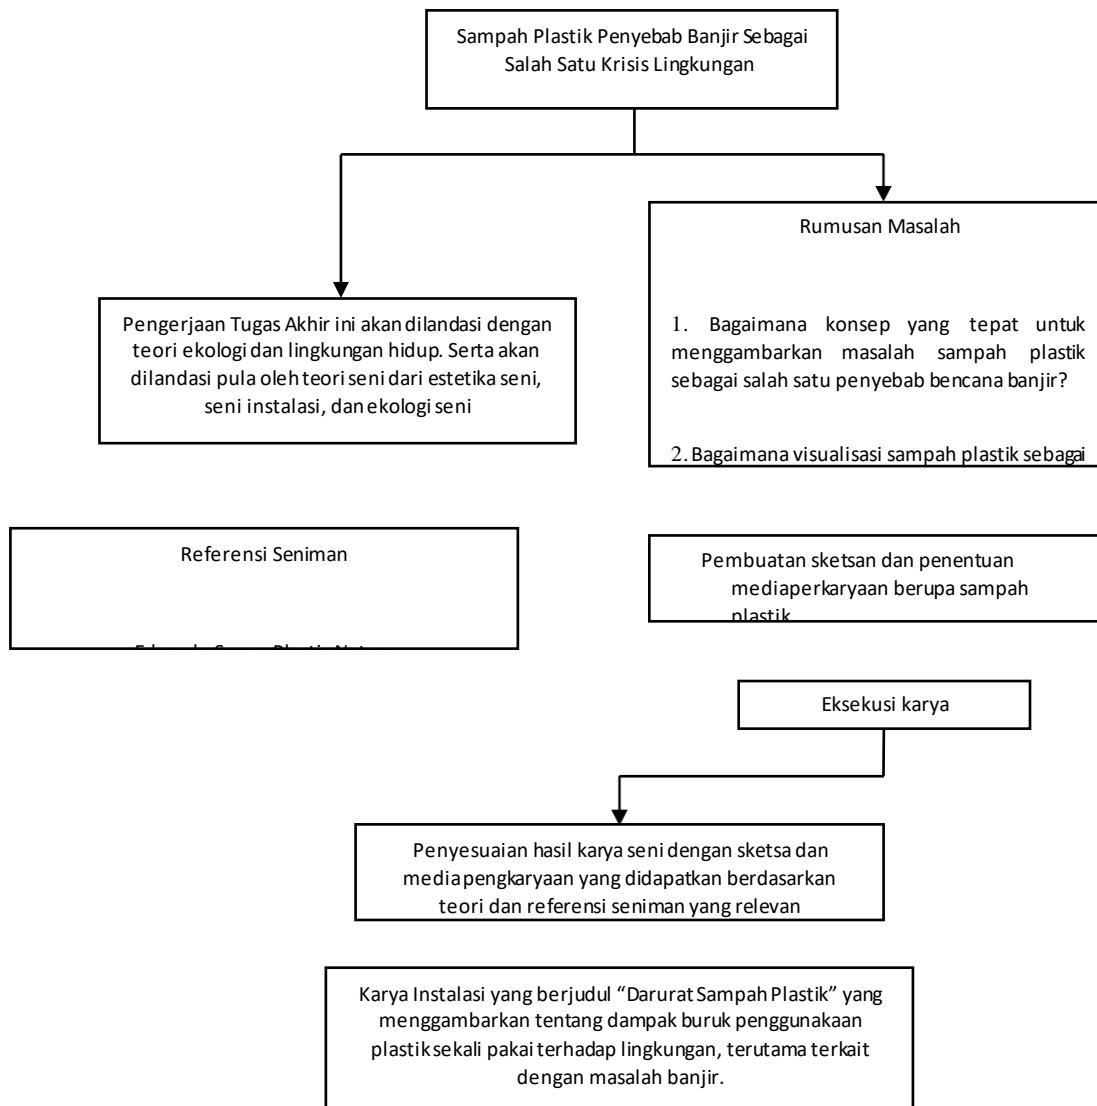 Sampah Plastik Penyebab Banjir Sebagai
Salah Satu Krisis Lingkungan
Rumusan Masalah
1. Bagaimana konsep yang tepat untuk
menggambarkan masalah sampah plastik
sebagai salah satu penyebab bencana banjir?
2. Bagaimana visualisasi sampah plastik sebagai
Pengerjaan Tugas Akhir ini akan dilandasi dengan
teori ekologi dan lingkungan hidup. Serta akan
dilandasi pula oleh teori seni dari estetika seni,
seni instalasi, dan ekologi seni
Referensi Seniman
Pembuatan sketsan dan penentuan
mediaperkaryaan berupa sampah
plastik
Eksekusi karya
Penyesuaian hasil karya seni dengan sketsa dan
media pengkaryaan yang didapatkan berdasarkan
teori dan referensi seniman yang relevan
Karya Instalasi yang berjudul “Darurat Sampah Plastik” yang
menggambarkan tentang dampak buruk penggunakaan
plastik sekali pakai terhadap lingkungan, terutama terkait
dengan masalah banjir.